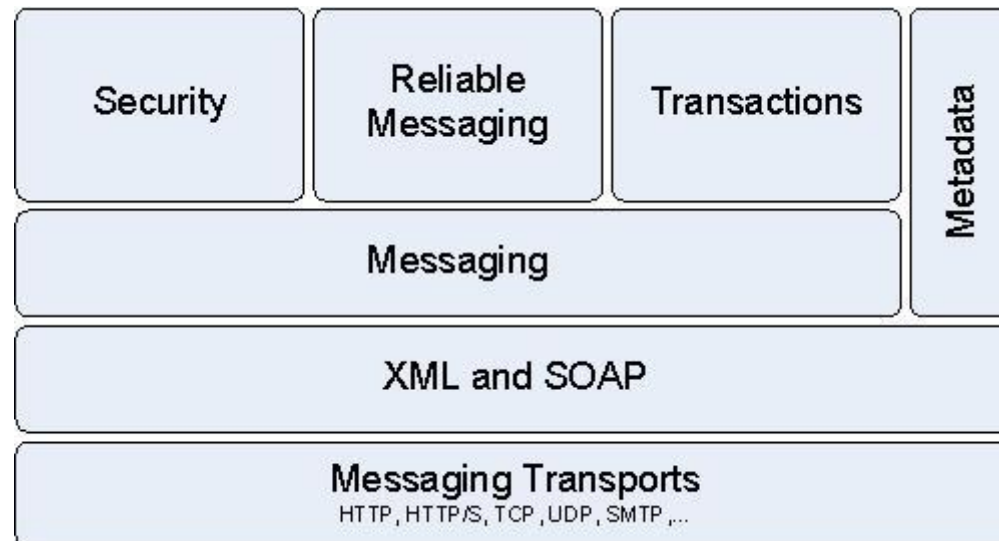 Security
Reliable
Messaging
Transactions
Metadata
Messaging
XML and SOAP
Messaging Transports
HTTP, HTTP/S, TCP, UDP, SMTP,...